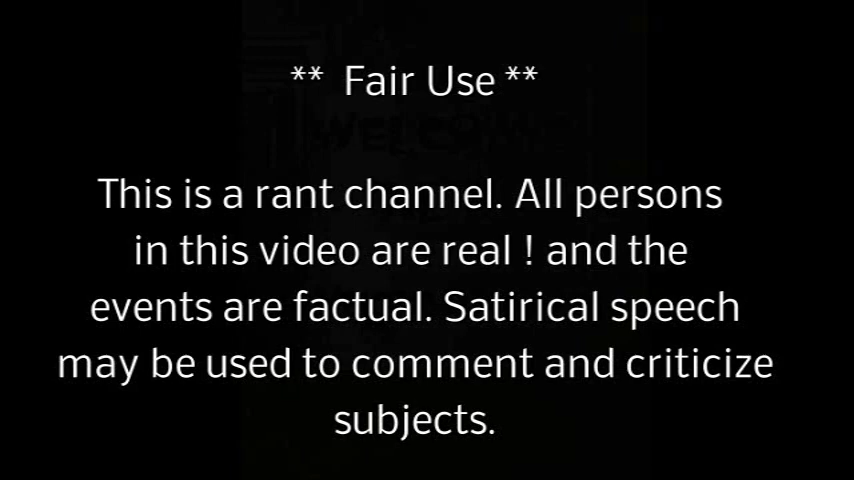 ** Fair Use **
This is a rant channel. All persons
in this video are real ! and the
events are factual. Satirical speech
may be used to comment and criticize
subjects.